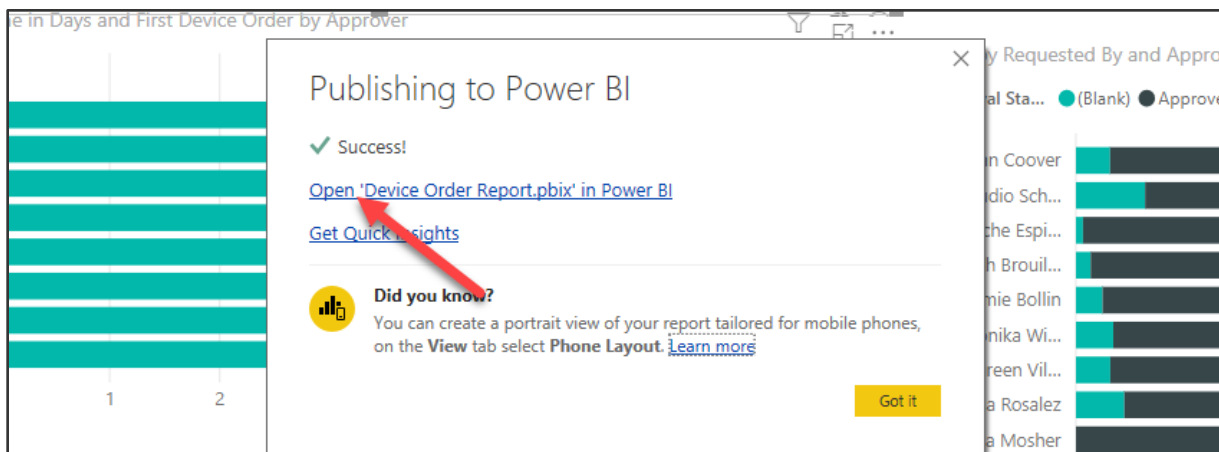 e in Days and First Device Order by Approver
Publishing to Power BI
Success!
Open 'Device Order Report.pbix' in Power BI
Get Quick Insights
Did you know?
You can create a portrait view of your report tailored for mobile phones,
on the View tab select Phone Layout. Learn more
Got it
1
2
y Requested By and Appro
al Sta... (Blank) Approve
n Coover
dio Sch...
che Espi...
h Brouil...
mie Bollin
nika Wi...
reen Vil...
a Rosalez
a Mosher